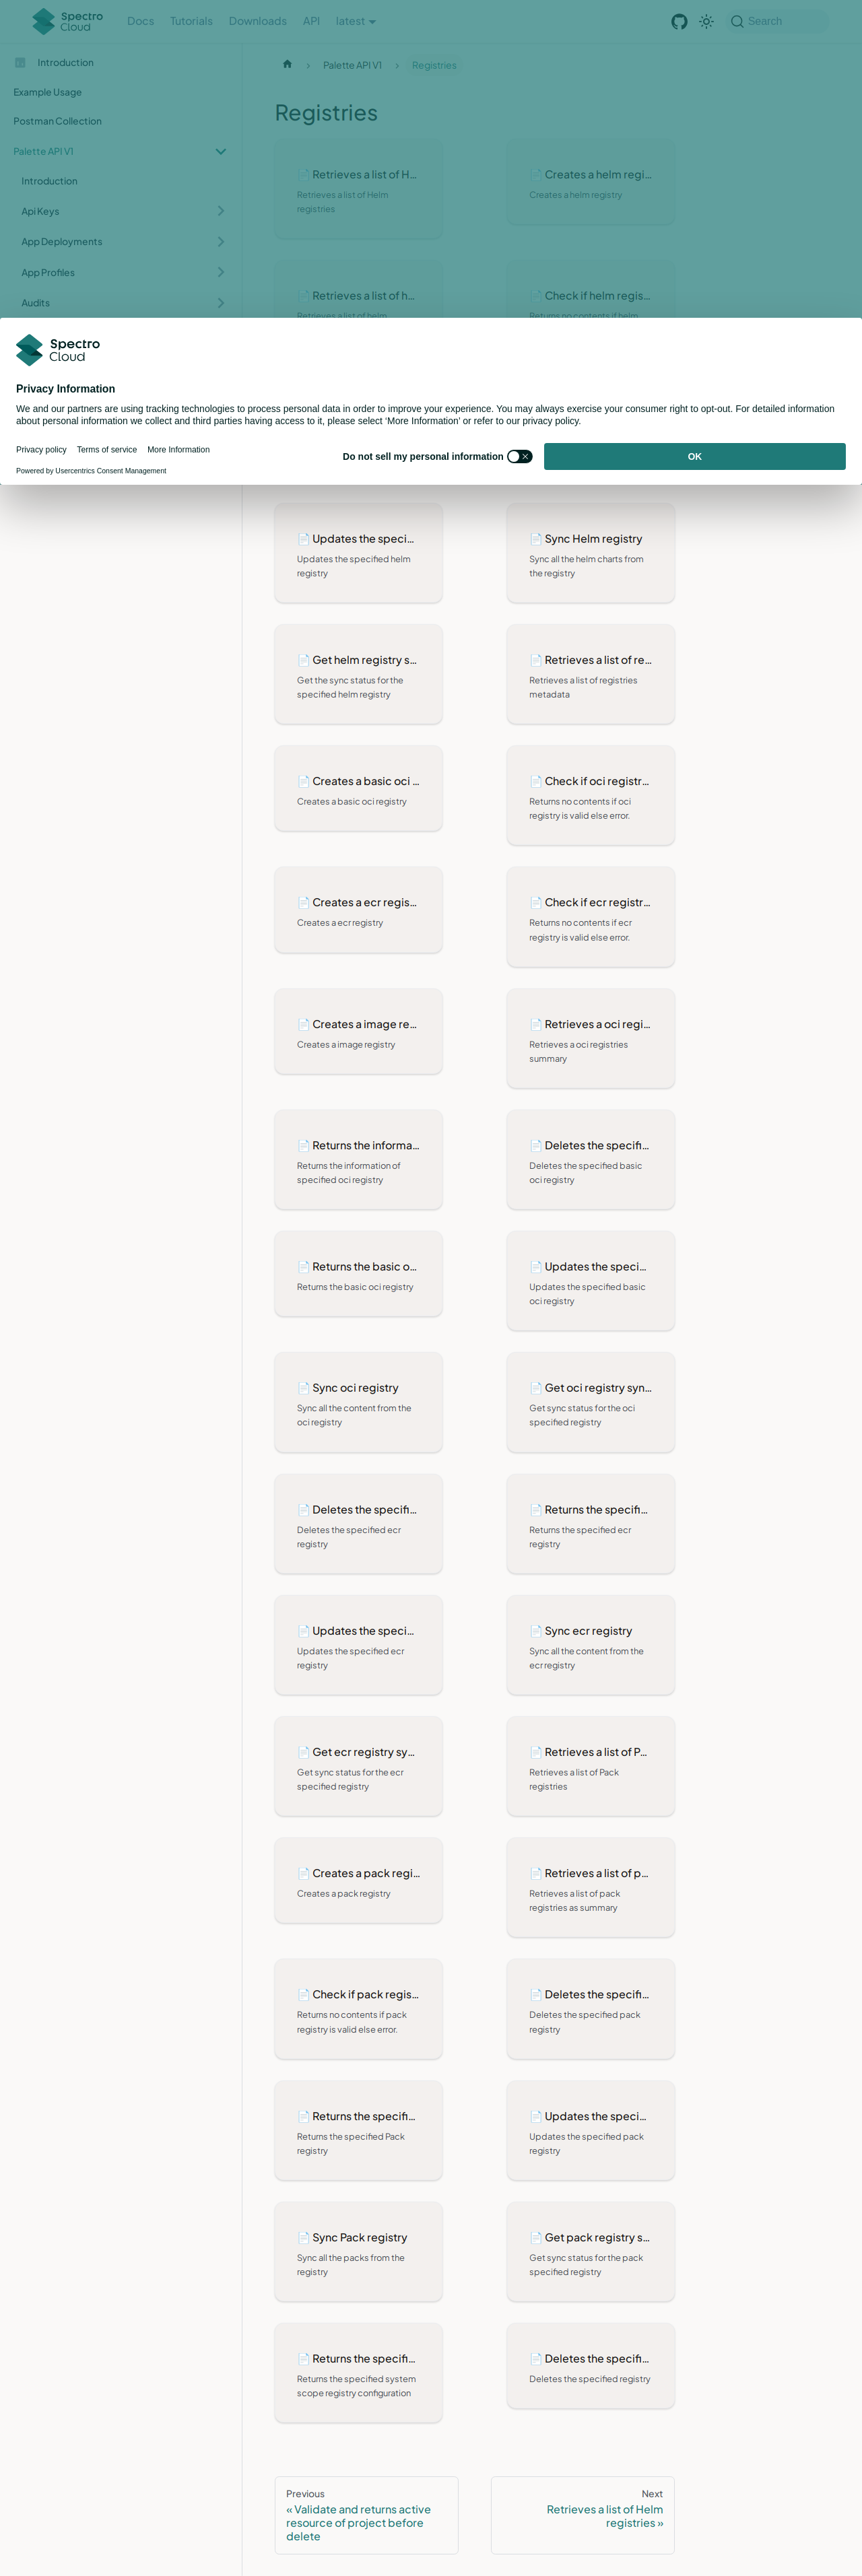 Spectro
Cloud
Docs
Tutorials
Downloads
API
latest
Search
Introduction
Example Usage
Postman Collection
Palette API V1
Introduction
Api Keys
App Deployments
App Profiles
Audits
Palette API V1
Registries
Registries
Retrieves a list of H...
Retrieves a list of Helm
registries
Creates a helm regi...
Creates a helm registry
Retrieves a list of h...
Retrieves a list of helm
Check if helm regis...
Returns no contents if helm
Spectro
Cloud
Privacy Information
We and our partners are using tracking technologies to process personal data in order to improve your experience. You may always exercise your consumer right to opt-out. For detailed information
about personal information we collect and third parties having access to it, please select ‘More Information’ or refer to our privacy policy.
Privacy policy
Terms of service
More Information
Do not sell my personal information
OK
Powered by Usercentrics Consent Management
Updates the speci...
Updates the specified helm
registry
Sync Helm registry
Sync all the helm charts from
the registry
Get helm registry s...
Get the sync status for the
specified helm registry
Retrieves a list of re...
Retrieves a list of registries
metadata
Creates a basic oci ...
Creates a basic oci registry
Check if oci registr...
Returns no contents if oci
registry is valid else error.
Creates a ecr regis...
Creates a ecr registry
Check if ecr registr...
Returns no contents if ecr
registry is valid else error.
Creates a image re...
Creates a image registry
Retrieves a oci regi...
Retrieves a oci registries
summary
Returns the informa...
Returns the information of
specified oci registry
Deletes the specifi...
Deletes the specified basic
oci registry
Returns the basic o...
Returns the basic oci registry
Updates the speci...
Updates the specified basic
oci registry
Sync oci registry
Sync all the content from the
oci registry
Get oci registry syn...
Get sync status for the oci
specified registry
Deletes the specifi...
Deletes the specified ecr
registry
Returns the specifi...
Returns the specified ecr
registry
Updates the speci...
Updates the specified ecr
registry
Sync ecr registry
Sync all the content from the
ecr registry
Get ecr registry sy...
Get sync status for the ecr
specified registry
Retrieves a list of P...
Retrieves a list of Pack
registries
Creates a pack regi...
Creates a pack registry
Retrieves a list of p...
Retrieves a list of pack
registries as summary
Check if pack regis...
Returns no contents if pack
registry is valid else error.
Deletes the specifi...
Deletes the specified pack
registry
Returns the specifi...
Returns the specified Pack
registry
Updates the speci...
Updates the specified pack
registry
Sync Pack registry
Sync all the packs from the
registry
Get pack registry s...
Get sync status for the pack
specified registry
Returns the specifi...
Returns the specified system
scope registry configuration
Deletes the specifi...
Deletes the specified registry
Previous
« Validate and returns active
resource of project before
delete
Next
Retrieves a list of Helm
registries »